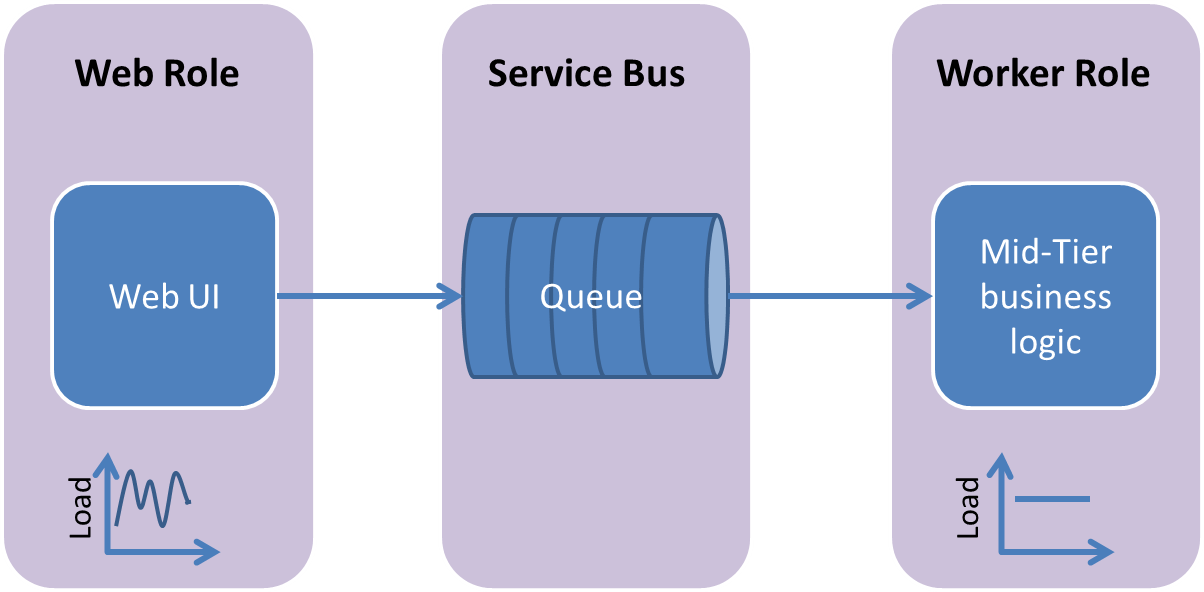 Web Role
Service Bus
Worker Role
Web UI
Queue
Mid-Tier
business
logic
Load
Load